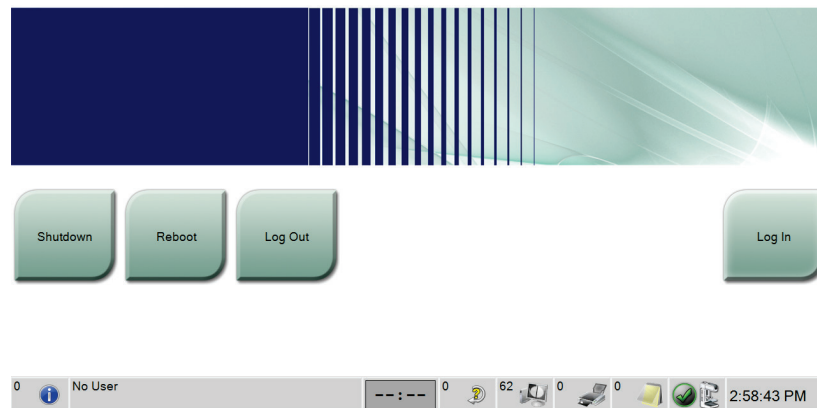 Shutdown
Reboot
Log Out
Log In
0
No User
--:--
0
62
0
0
2:58:43 PM